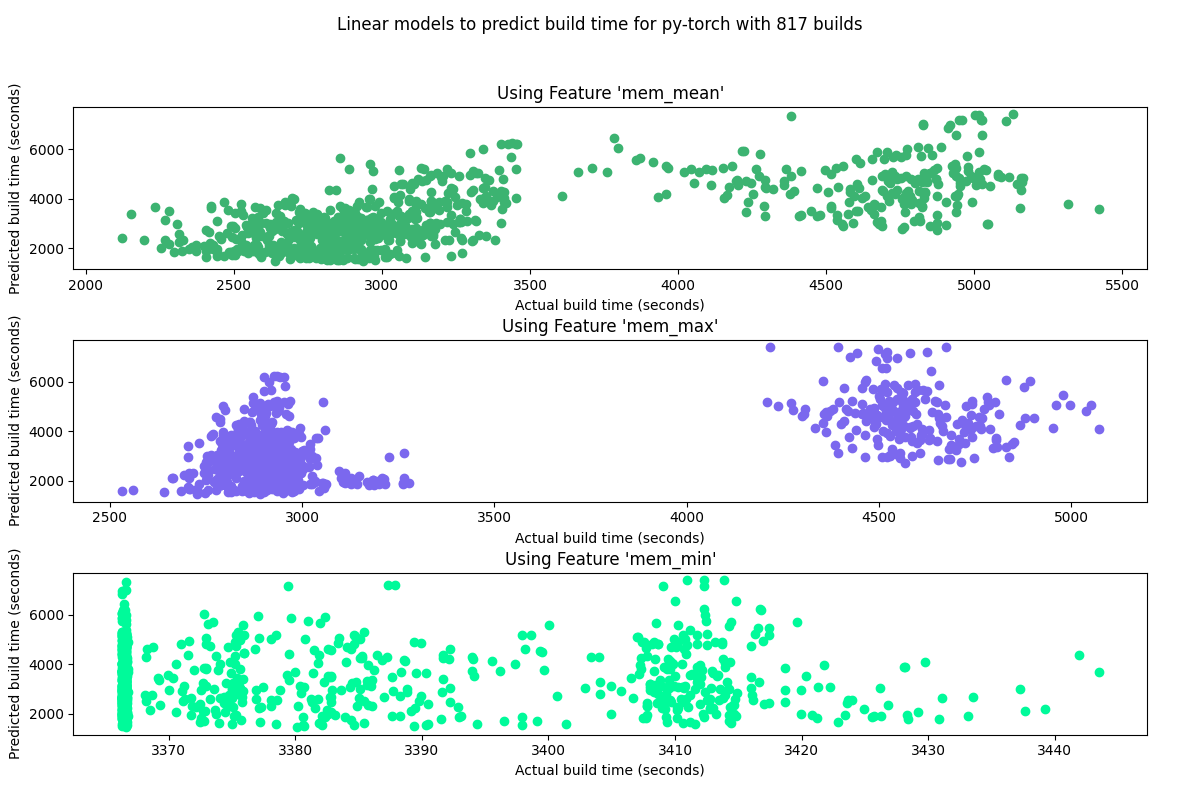 Linear models to predict build time for py-torch with 817 builds
Using Feature 'mem_mean'
Predicted build time (seconds)
6000
4000
2000
2000 2500 3000 3500 4000 4500 5000 5500
Actual build time (seconds)
Using Feature 'mem_max'
Predicted build time (seconds)
6000
4000
2000
2500 3000 3500 4000 4500 5000
Actual build time (seconds)
Using Feature 'mem_min'
Predicted build time (seconds)
6000
4000
2000
3370 3380 3390 3400 3410 3420 3430 3440
Actual build time (seconds)